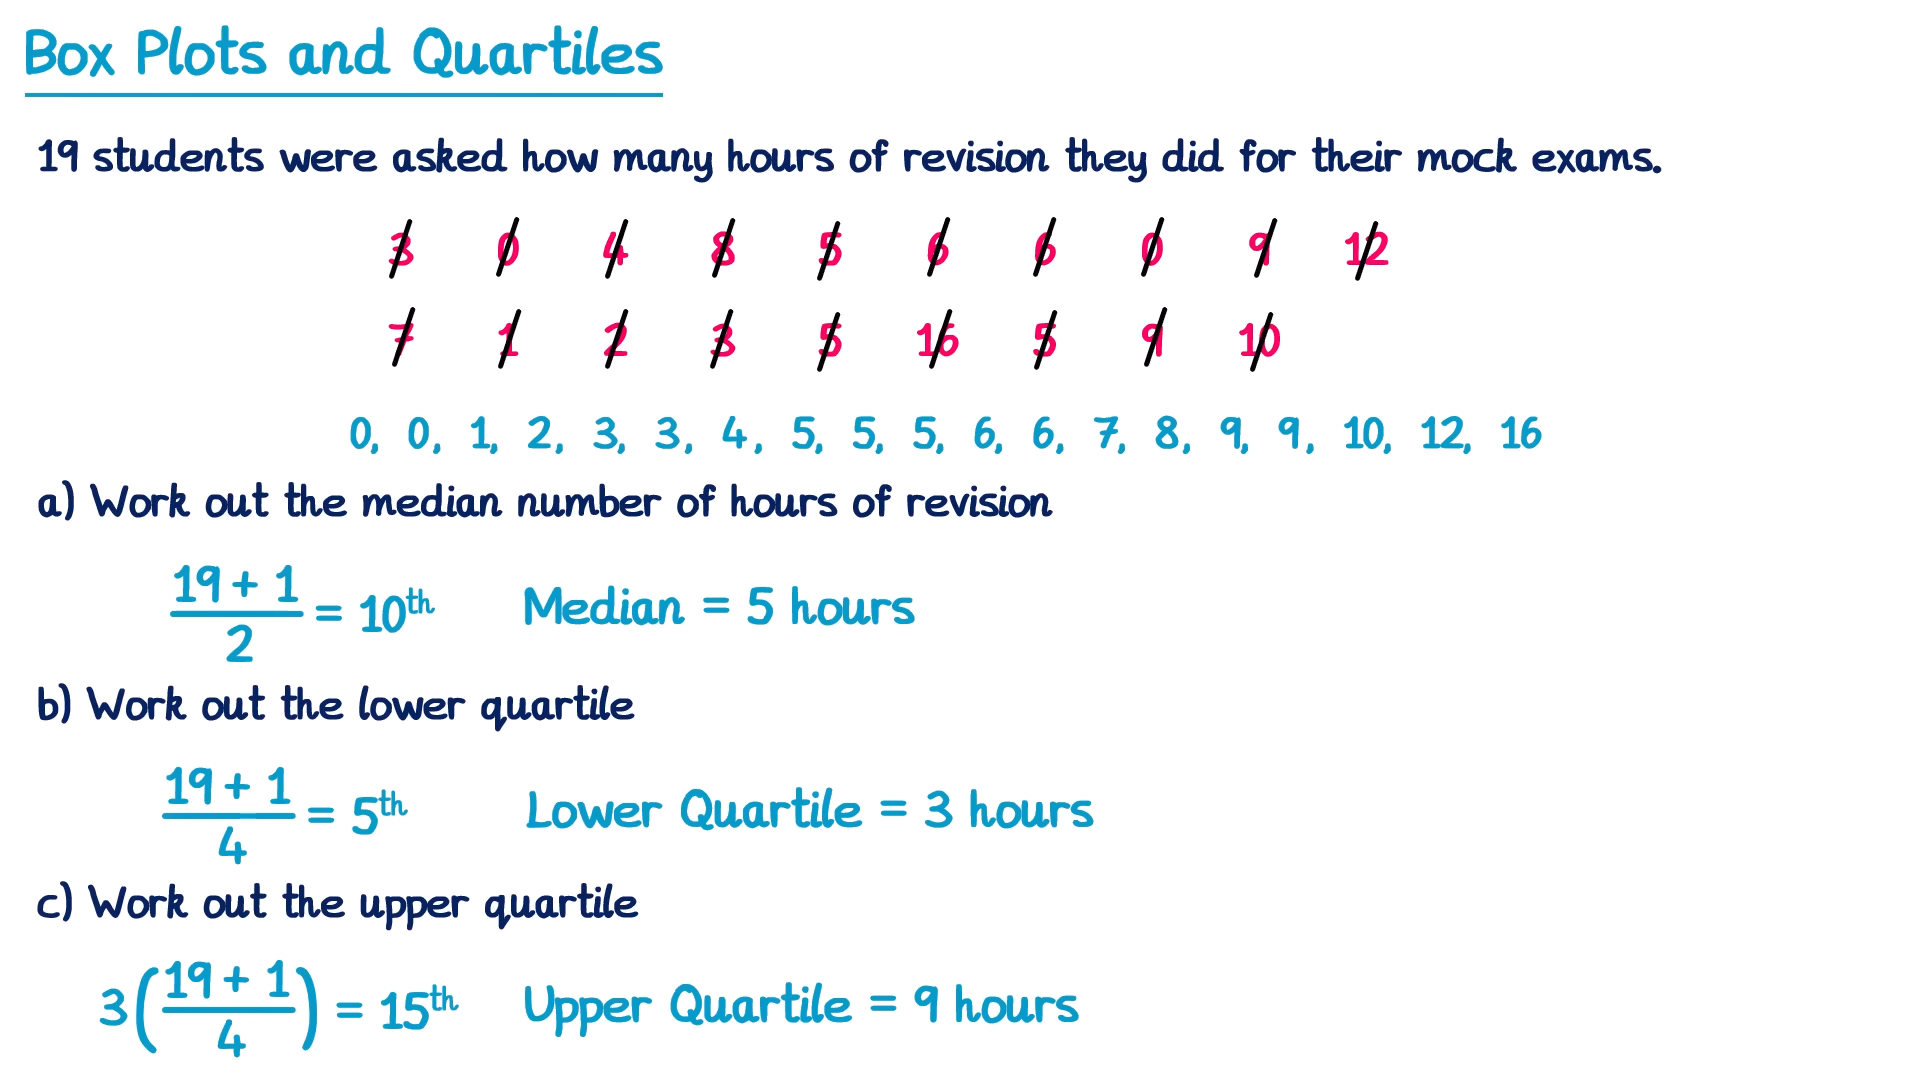 Box Plots and Quartiles
19 students were asked how many hours of revision they did for their mock exams.
3 0 4 8 5 6 6 0 9 12
7 1 2 3 5 16 5 9 10
0, 0, 1, 2, 3, 3, 4, 5, 5, 5, 6, 6, 7, 8, 9, 9, 10, 12, 16
a) Work out the median number of hours of revision
19 + 1
2
= 10th Median = 5 hours
b) Work out the lower quartile
19 + 1
4
= 5th Lower Quartile = 3 hours
c) Work out the upper quartile
3(19 + 1
4
) = 15th Upper Quartile = 9 hours